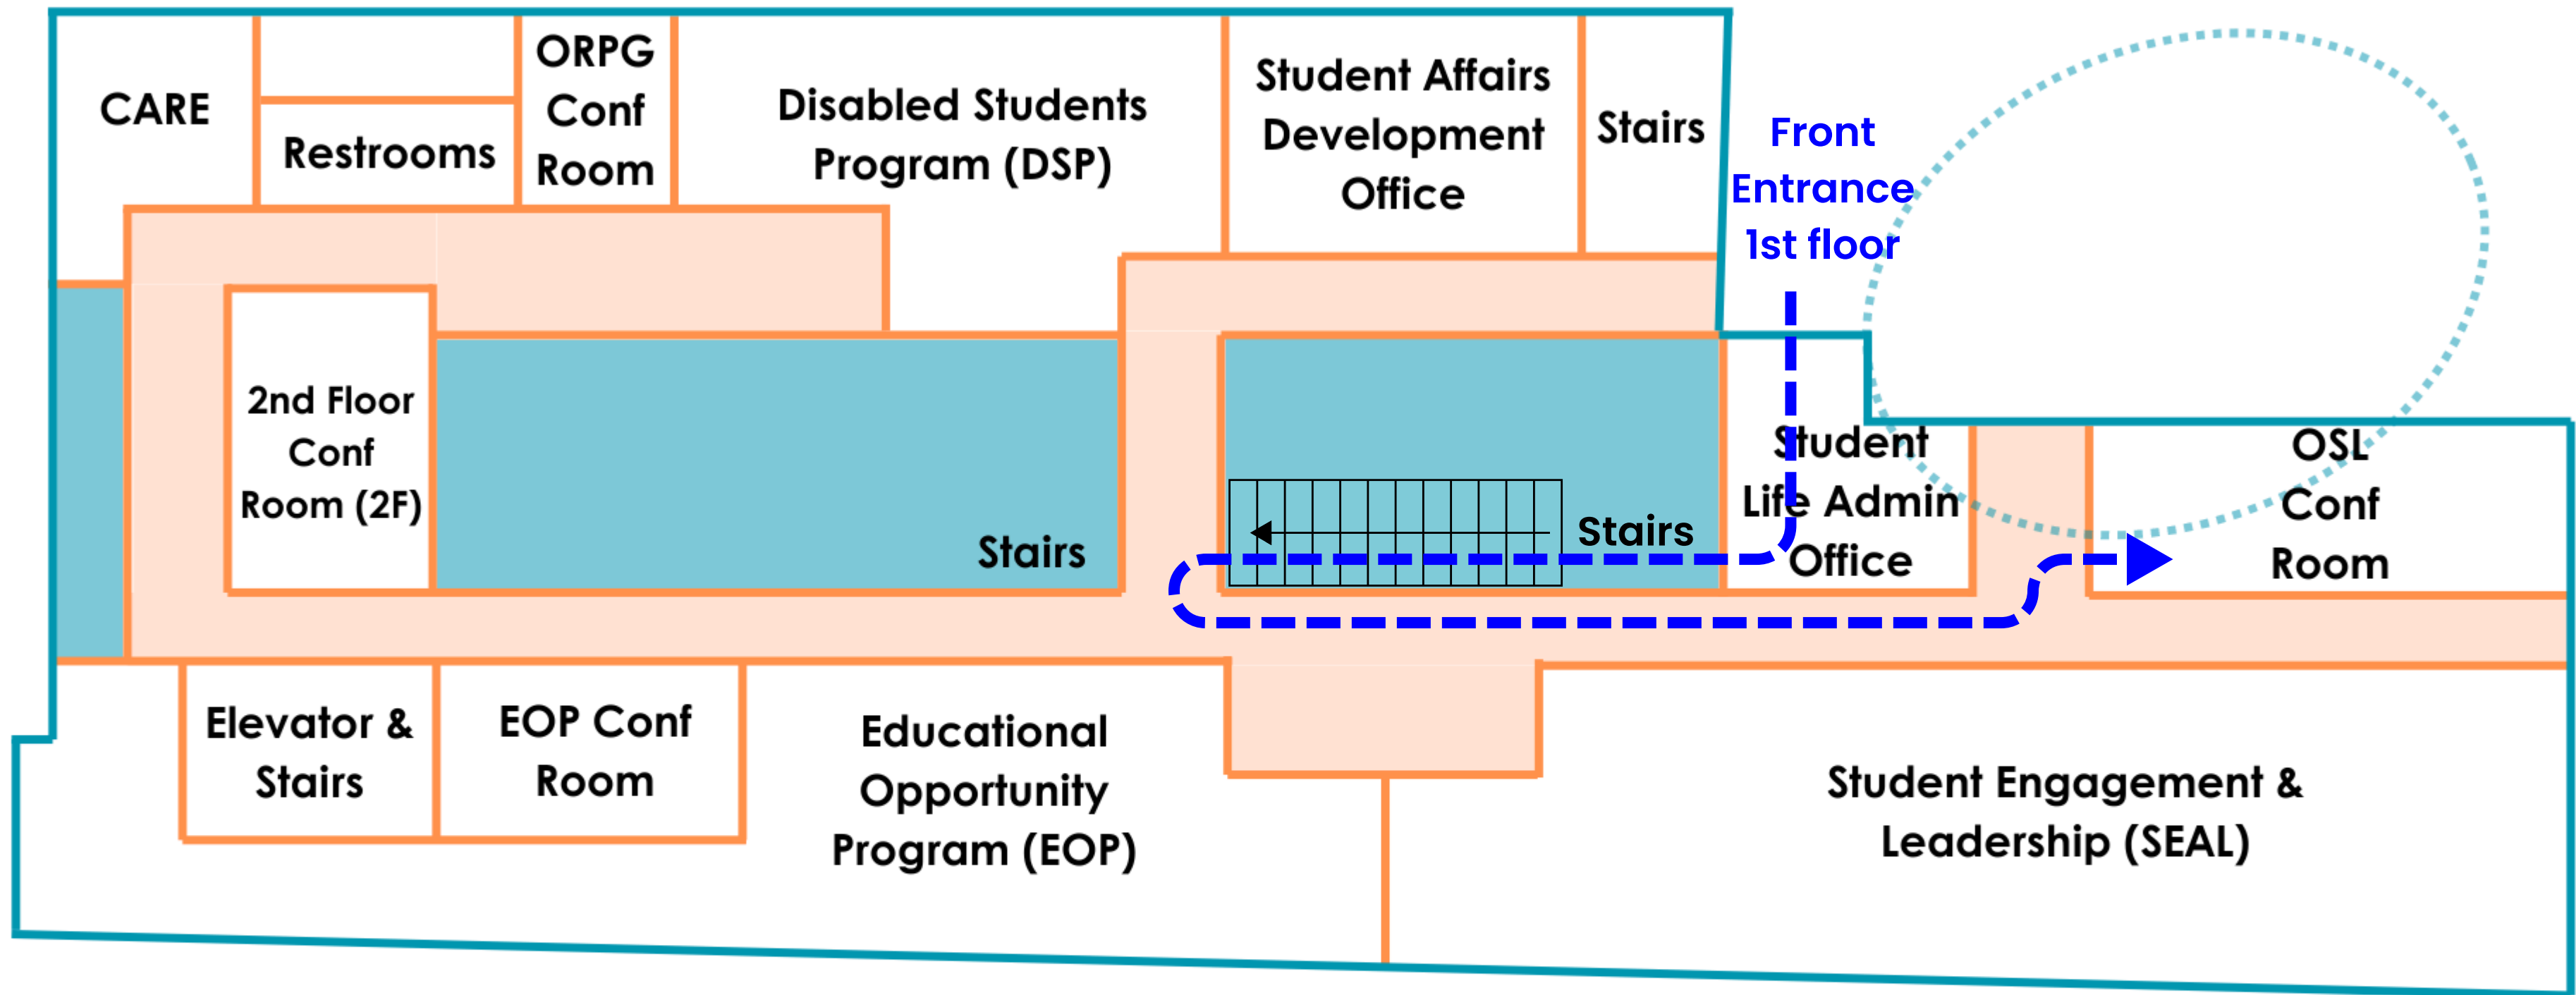 CARE
Restrooms
ORPG
Conf
Room
Disabled Students
Program (DSP)
Student Affairs
Development
Office
Stairs
Front
Entrance
1st floor
2nd Floor
Conf
Room (2F)
Stairs
Stairs
Student
Life Admin
Office
OSL
Conf
Room
Elevator &
Stairs
EOP Conf
Room
Educational
Opportunity
Program (EOP)
Student Engagement &
Leadership (SEAL)